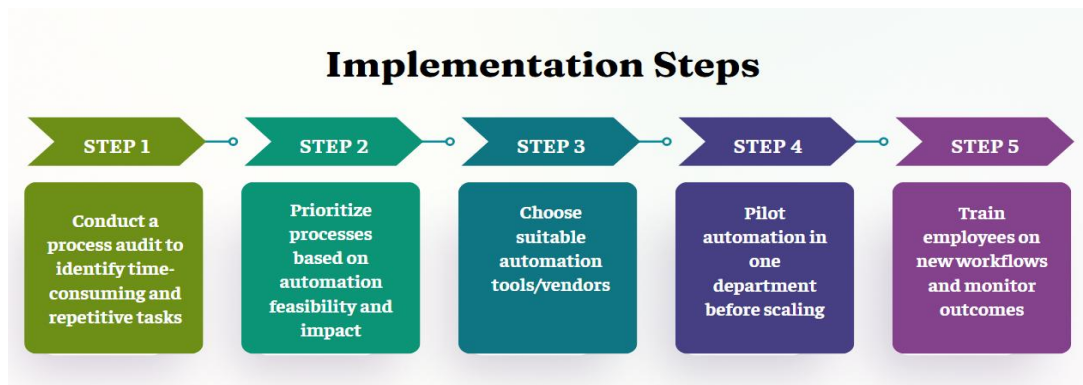 Implementation Steps
STEP 1
Conduct a
process audit to
identify time-
consuming and
repetitive tasks
STEP 2
Prioritize
processes
based on
automation
feasibility and
impact
STEP 3
Choose
suitable
automation
tools/vendors
STEP 4
Pilot
automation in
one
department
before scaling
STEP 5
Train
employees on
new workflows
and monitor
outcomes